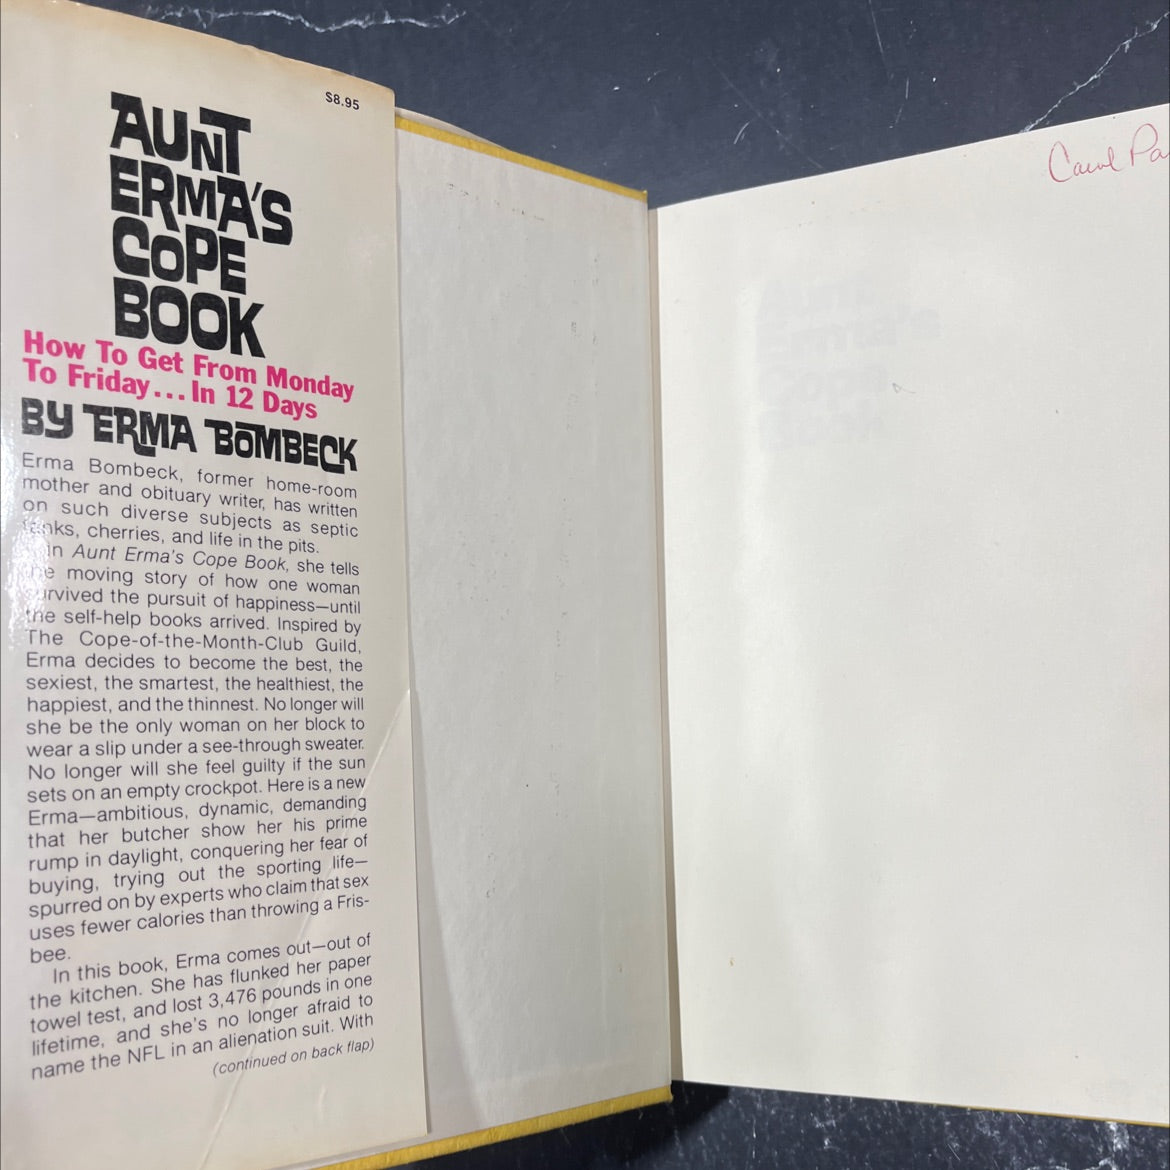 $8.95
AUNT
ERMA'S
COPE
BOOK
How To Get From Monday
To Friday... In 12 Days
BY ERMA BOMBECK
Erma Bombeck, former home-room
mother and obituary writer, has written
on such diverse subjects as septic
tanks, cherries, and life in the pits.
In Aunt Erma's Cope Book, she tells
the moving story of how one woman
survived the pursuit of happiness—until
the self-help books arrived. Inspired by
The Cope-of-the-Month-Club Guild,
Erma decides to become the best, the
sexiest, the smartest, the healthiest, the
happiest, and the thinnest. No longer will
she be the only woman on her block to
wear a slip under a see-through sweater.
No longer will she feel guilty if the sun
sets on an empty crockpot. Here is a new
Erma—ambitious, dynamic, demanding
that her butcher show her his prime
rump in daylight, conquering her fear of
buying, trying out the sporting life—
spurred on by experts who claim that sex
uses fewer calories than throwing a Fris-
bee.
In this book, Erma comes out—out of
the kitchen. She has flunked her paper
towel test, and lost 3,476 pounds in one
lifetime, and she's no longer afraid to
name the NFL in an alienation suit. With
(continued on back flap)
Carol